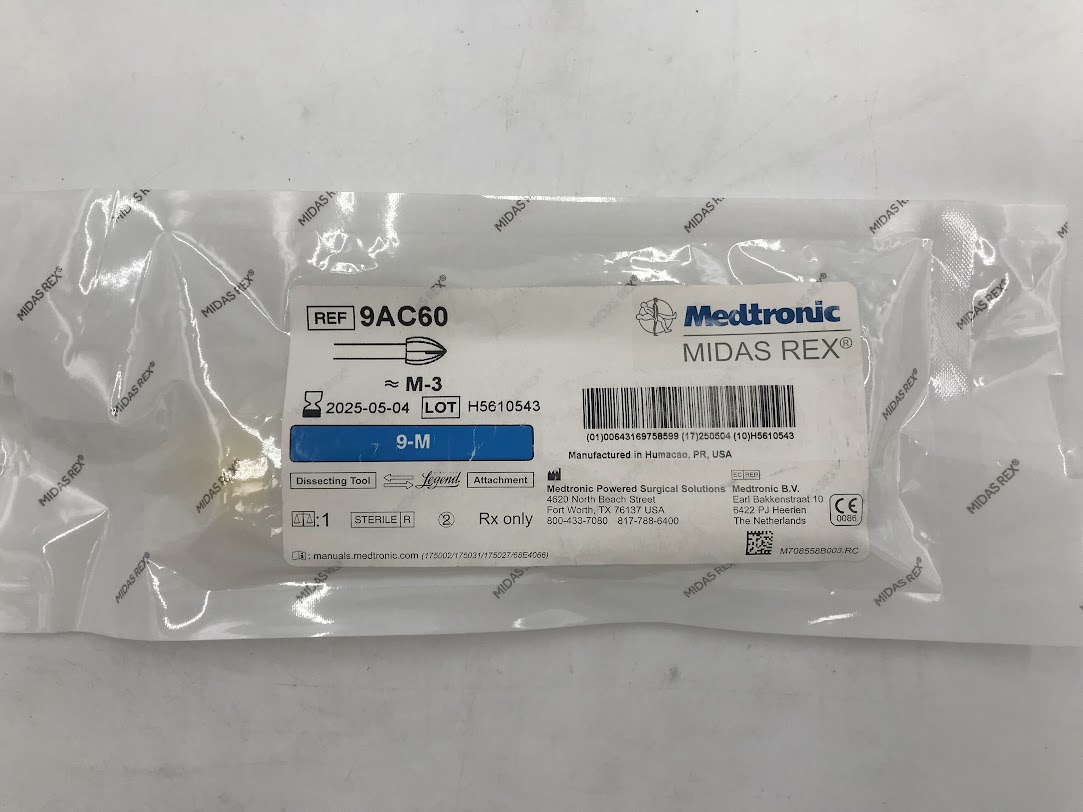 MIDAS REX®
REF 9AC60
≈ M-3
2025-05-04 LOT H5610543
9-M
Dissecting Tool Legend Attachment
:1 STERILE R 2 Rx only
: manuals.medtronic.com (175002/175031/175027/68E4066)
Medtronic
MIDAS REX®
(01)00643169758599 (17)250504 (10)H5610543
Manufactured in Humacao, PR, USA
Medtronic Powered Surgical Solutions
4620 North Beach Street
Fort Worth, TX 76137 USA
800-433-7080 817-788-6400
EC REP
Medtronic B.V.
Earl Bakkenstraat 10
6422 PJ Heerlen
The Netherlands
CE
0086
M708558B003.RC